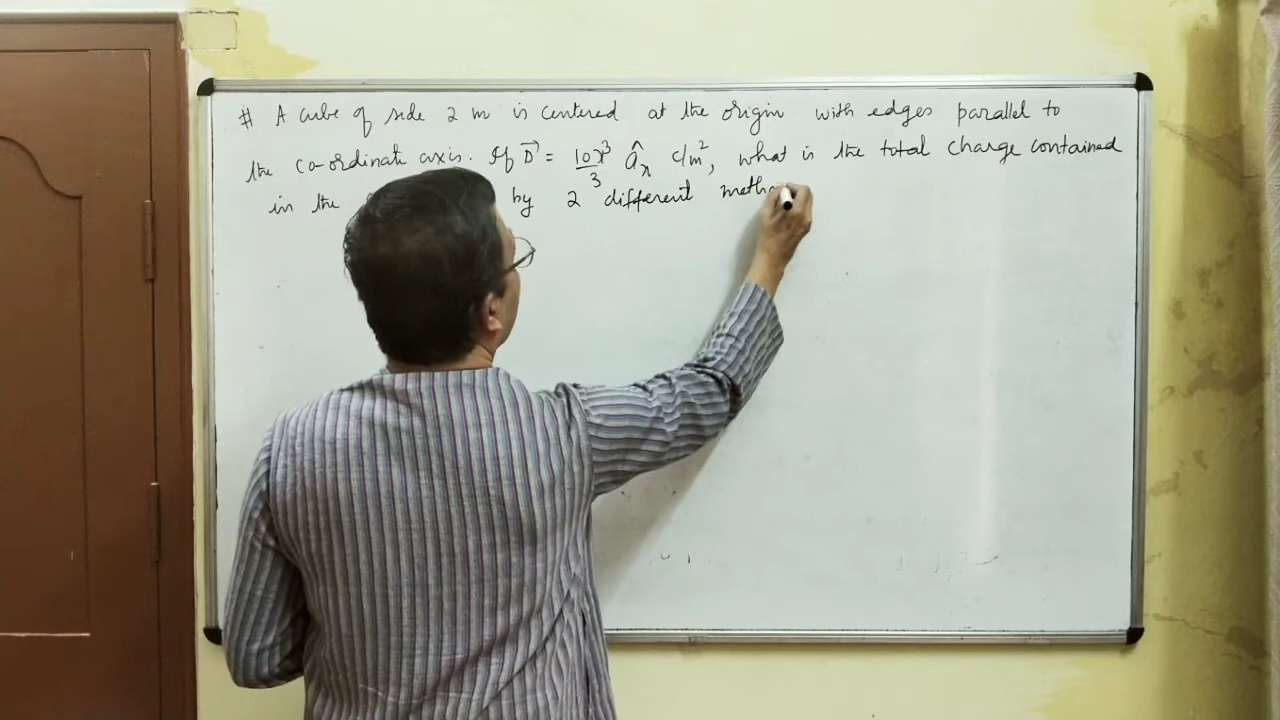 # A cube of side 2 m is centered at the origin with edges parallel to
the co-ordinate axis. If D⃗ = 10x³/3 âₓ c/m², what is the total charge contained
in the by 2 different metho